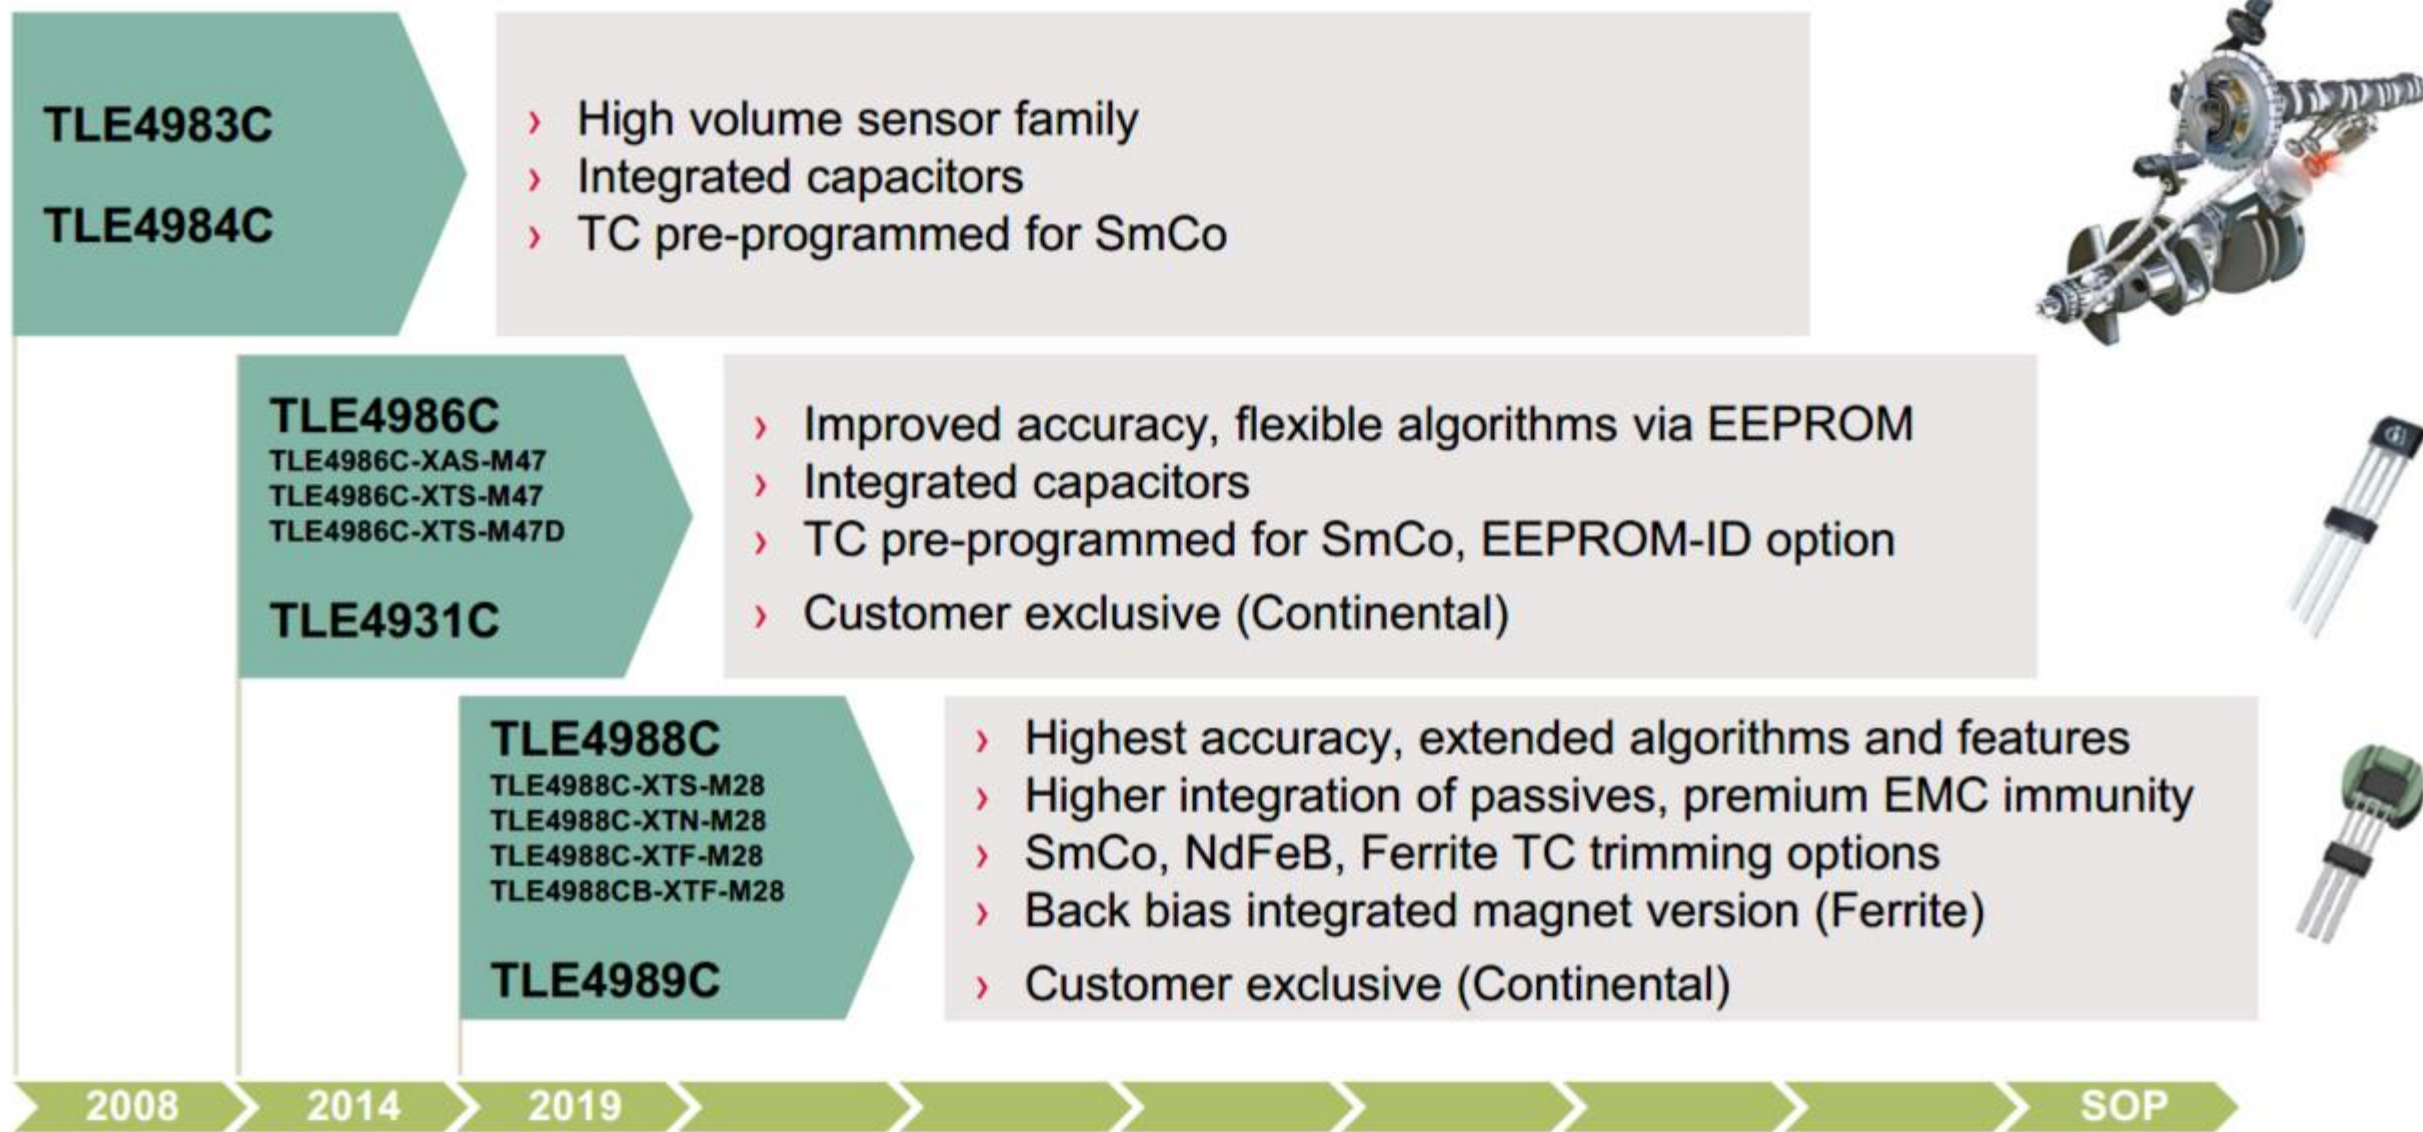 TLE4983C
TLE4984C
› High volume sensor family
› Integrated capacitors
› TC pre-programmed for SmCo
TLE4986C
TLE4986C-XAS-M47
TLE4986C-XTS-M47
TLE4986C-XTS-M47D
TLE4931C
› Improved accuracy, flexible algorithms via EEPROM
› Integrated capacitors
› TC pre-programmed for SmCo, EEPROM-ID option
› Customer exclusive (Continental)
TLE4988C
TLE4988C-XTS-M28
TLE4988C-XTN-M28
TLE4988C-XTF-M28
TLE4988CB-XTF-M28
TLE4989C
› Highest accuracy, extended algorithms and features
› Higher integration of passives, premium EMC immunity
› SmCo, NdFeB, Ferrite TC trimming options
› Back bias integrated magnet version (Ferrite)
› Customer exclusive (Continental)
2008 2014 2019 SOP